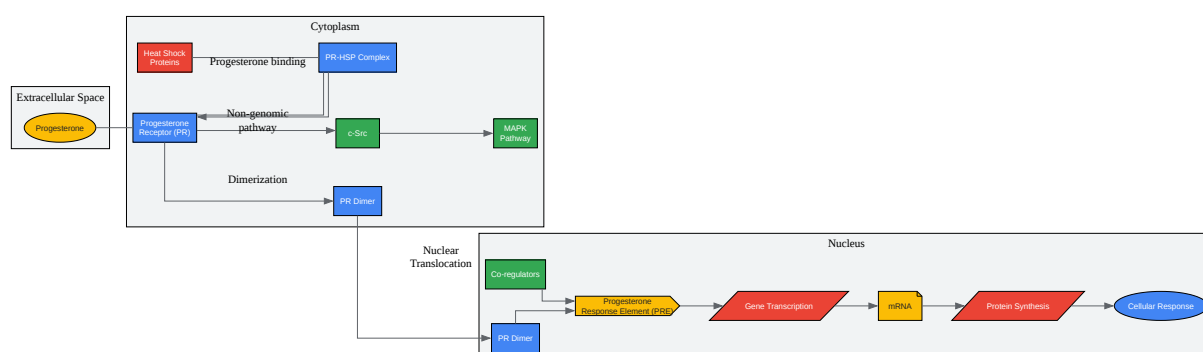 Cytoplasm
Heat Shock
Proteins
Progesterone binding
PR-HSP Complex
Extracellular Space
Progesterone
Progesterone
Receptor (PR)
Non-genomic
pathway
c-Src
MAPK
Pathway
Dimerization
PR Dimer
Nuclear
Translocation
Nucleus
Co-regulators
Progesterone
Response Element (PRE)
Gene Transcription
mRNA
Protein Synthesis
Cellular Response
PR Dimer